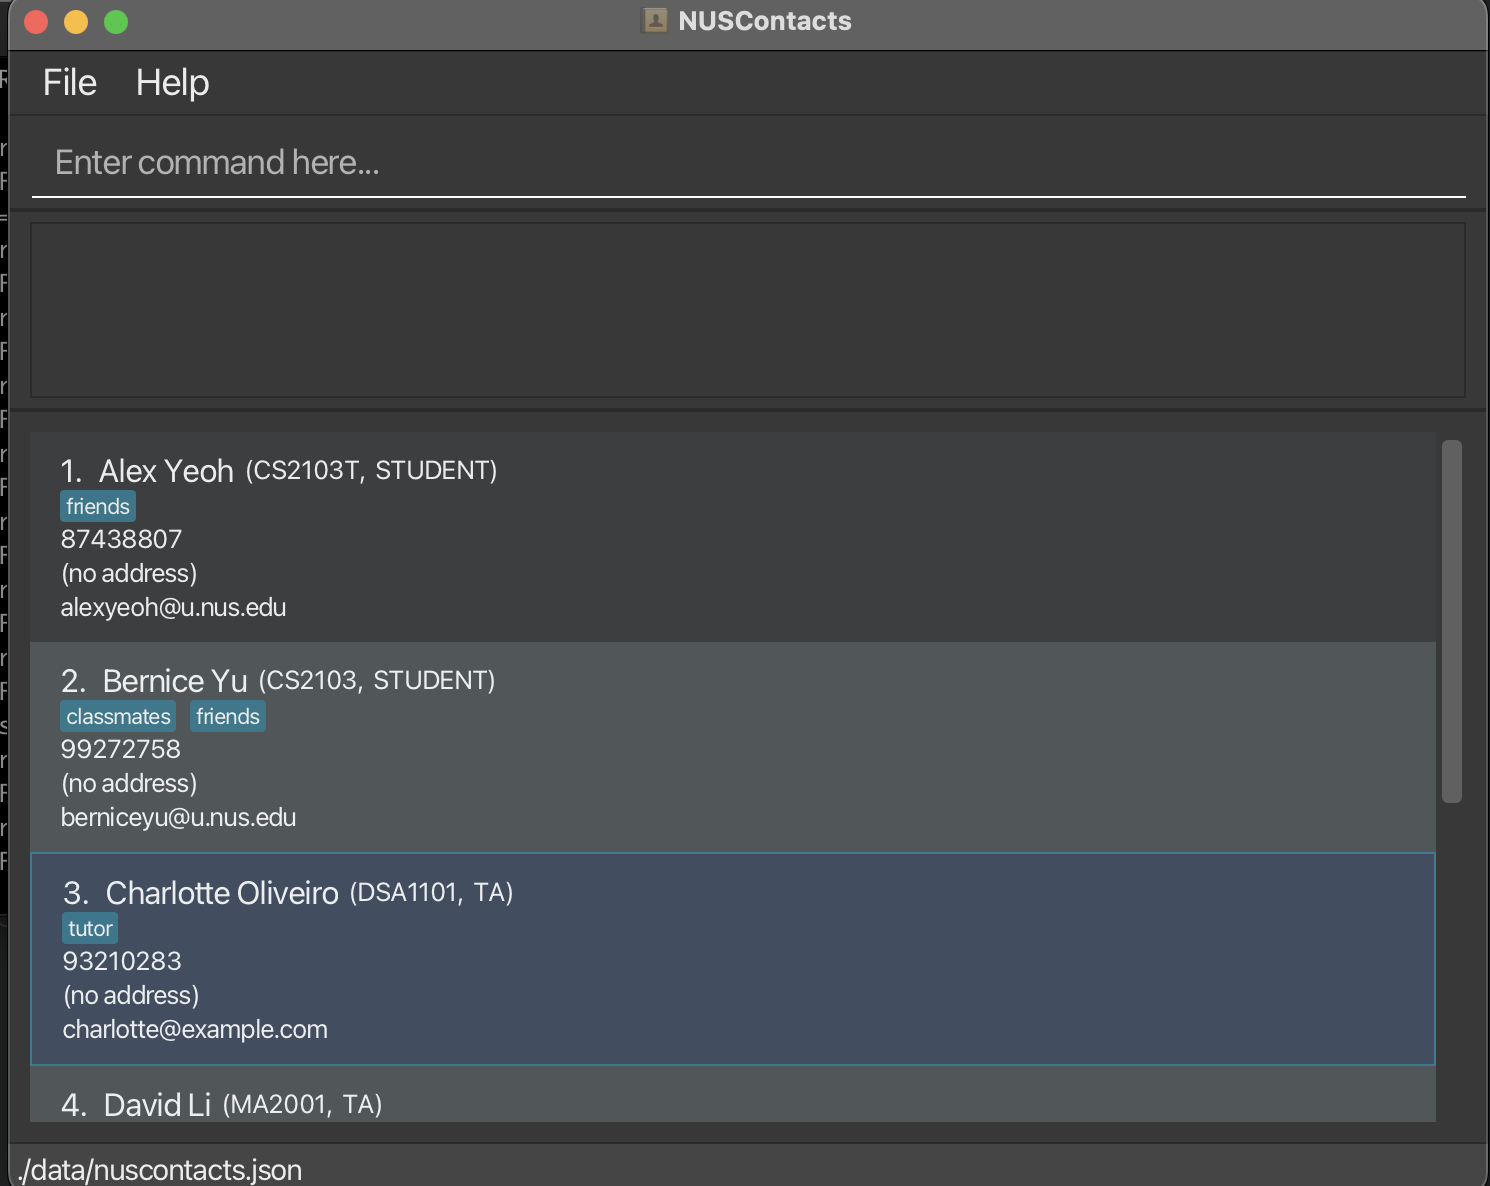 NUSContacts
File Help
Enter command here...
1. Alex Yeoh (CS2103T, STUDENT)
friends
87438807
(no address)
alexyeoh@u.nus.edu
2. Bernice Yu (CS2103, STUDENT)
classmates friends
99272758
(no address)
berniceyu@u.nus.edu
3. Charlotte Oliveiro (DSA1101, TA)
tutor
93210283
(no address)
charlotte@example.com
4. David Li (MA2001, TA)
./data/nuscontacts.json